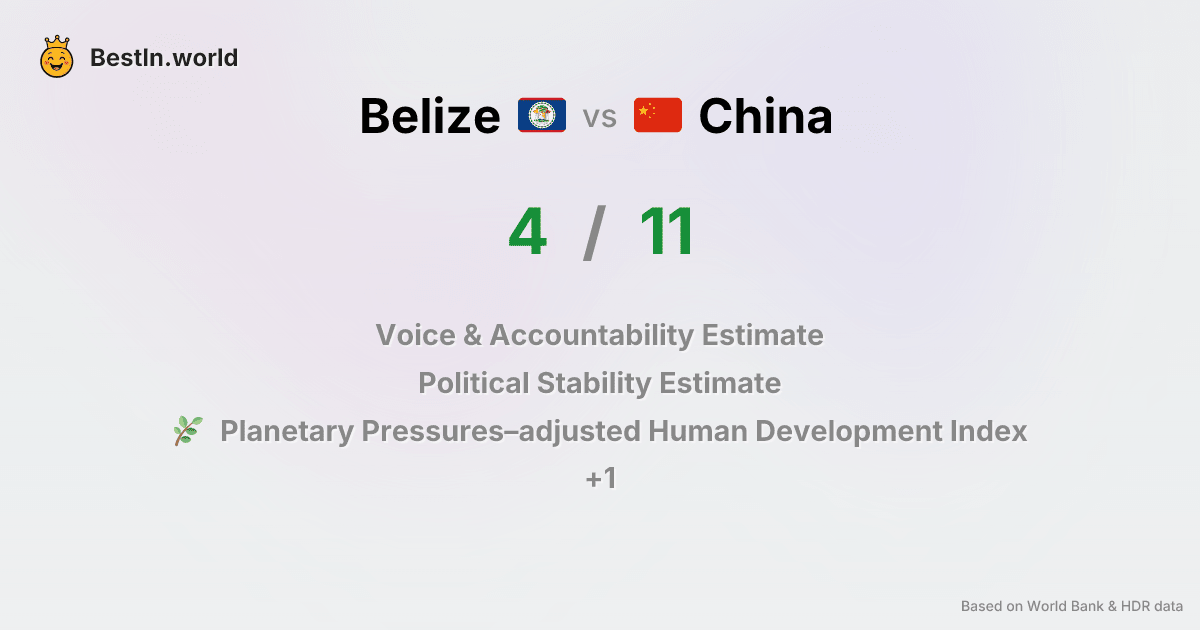 BestIn.world
Belize vs China
4 / 11
Voice & Accountability Estimate
Political Stability Estimate
Planetary Pressures–adjusted Human Development Index
+1
Based on World Bank & HDR data